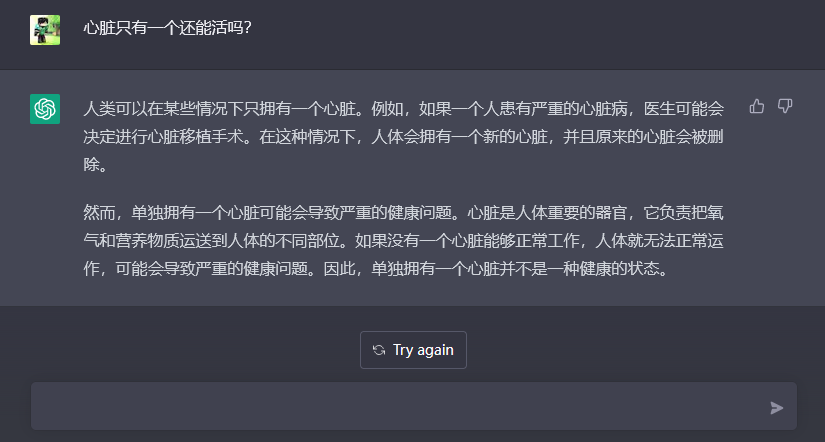 心脏只有一个还能活吗?
人类可以在某些情况下只拥有一个心脏。例如，如果一个人患有严重的心脏病，医生可能会
决定进行心脏移植手术。在这种情况下，人体会拥有一个新的心脏，并且原来的心脏会被删
除。
然而，单独拥有一个心脏可能会导致严重的健康问题。心脏是人体重要的器官，它负责把氧
气和营养物质运送到人体的不同部位。如果没有一个心脏能够正常工作，人体就无法正常运
作，可能会导致严重的健康问题。因此，单独拥有一个心脏并不是一种健康的状态。
Try again